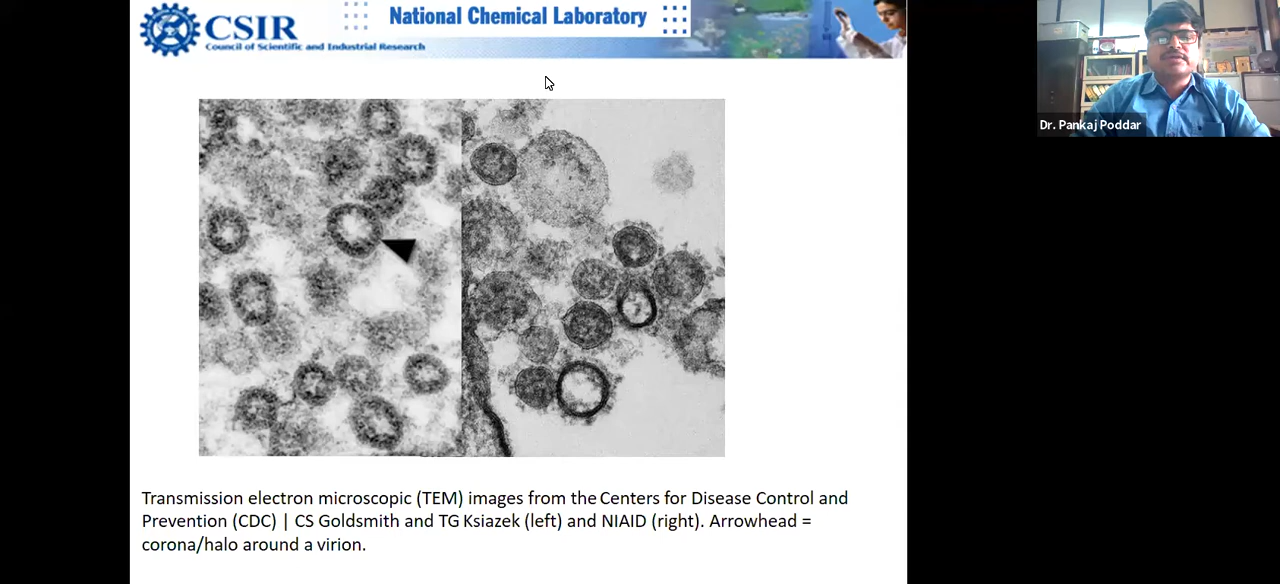 CSIR
Council of Scientific and Industrial Research
National Chemical Laboratory
Dr. Pankaj Poddar
Transmission electron microscopic (TEM) images from the Centers for Disease Control and
Prevention (CDC) | CS Goldsmith and TG Ksiazek (left) and NIAID (right). Arrowhead =
corona/halo around a virion.